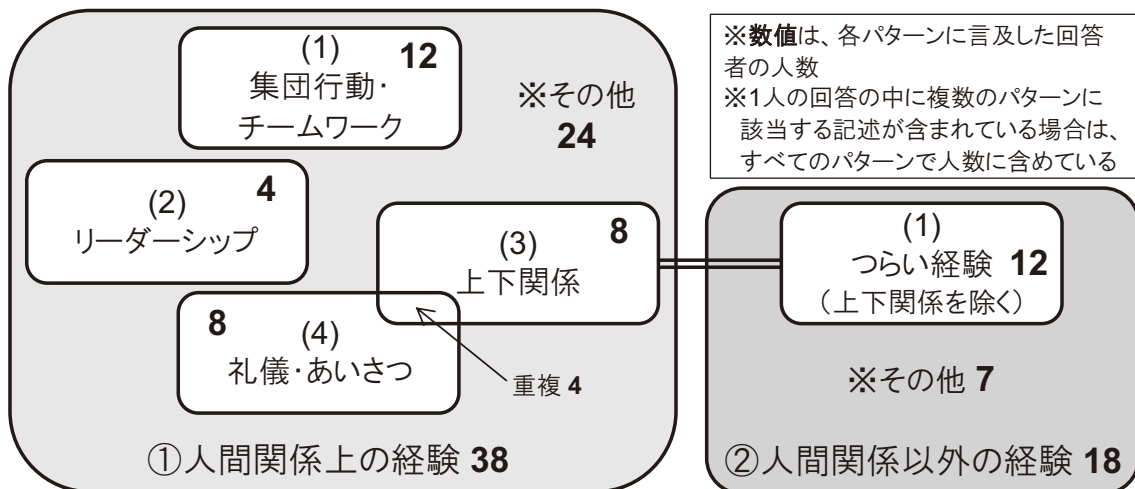 (1) 12
集団行動・
チームワーク
※その他
24
(2) 4
リーダーシップ
(3) 8
上下関係
8 (4)
礼儀・あいさつ
重複 4
①人間関係上の経験 38
※数値は、各パターンに言及した回答
者の人数
※1人の回答の中に複数のパターンに
該当する記述が含まれている場合は、
すべてのパターンで人数に含めている
(1)
つらい経験 12
（上下関係を除く）
※その他 7
②人間関係以外の経験 18